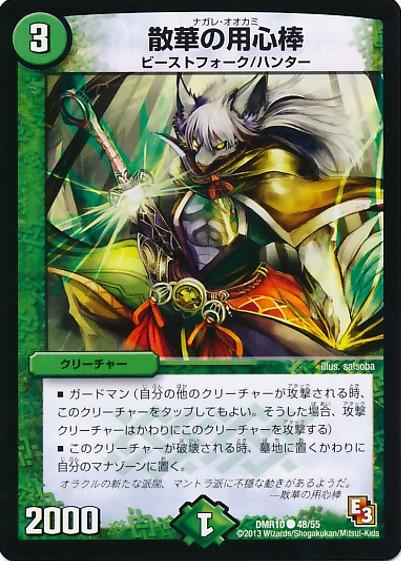 3
ナガレ・オオカミ
散華の用心棒
ビーストフォーク/ハンター
illus. salsoba
クリーチャー
■ ガードマン(自分の他のクリーチャーが攻撃される時、
このクリーチャーをタップしてもよい。そうした場合、攻撃
クリーチャーはかわりにこのクリーチャーを攻撃する)
■ このクリーチャーが破壊される時、墓地に置くかわりに
自分のマナゾーンに置く。
オラクルの新たな派閥、マントラ派に不穏な動きがあるようだ。
---散華の用心棒
2000
1
DMR10 ● 48/55
©2013 Wizards/Shogakukan/Mitsui-Kids
E3